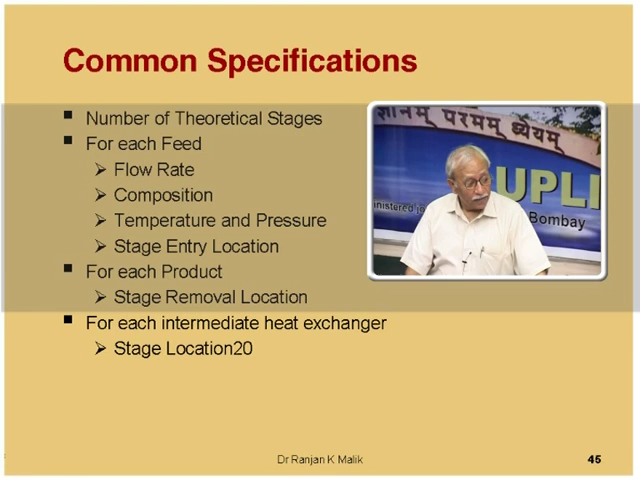 Common Specifications
▪ Number of Theoretical Stages
▪ For each Feed
➢ Flow Rate
➢ Composition
➢ Temperature and Pressure
➢ Stage Entry Location
▪ For each Product
➢ Stage Removal Location
▪ For each intermediate heat exchanger
➢ Stage Location20
ज्ञानम् परमम् ध्येयम्
UPLI
Bombay
Dr Ranjan K Malik
45